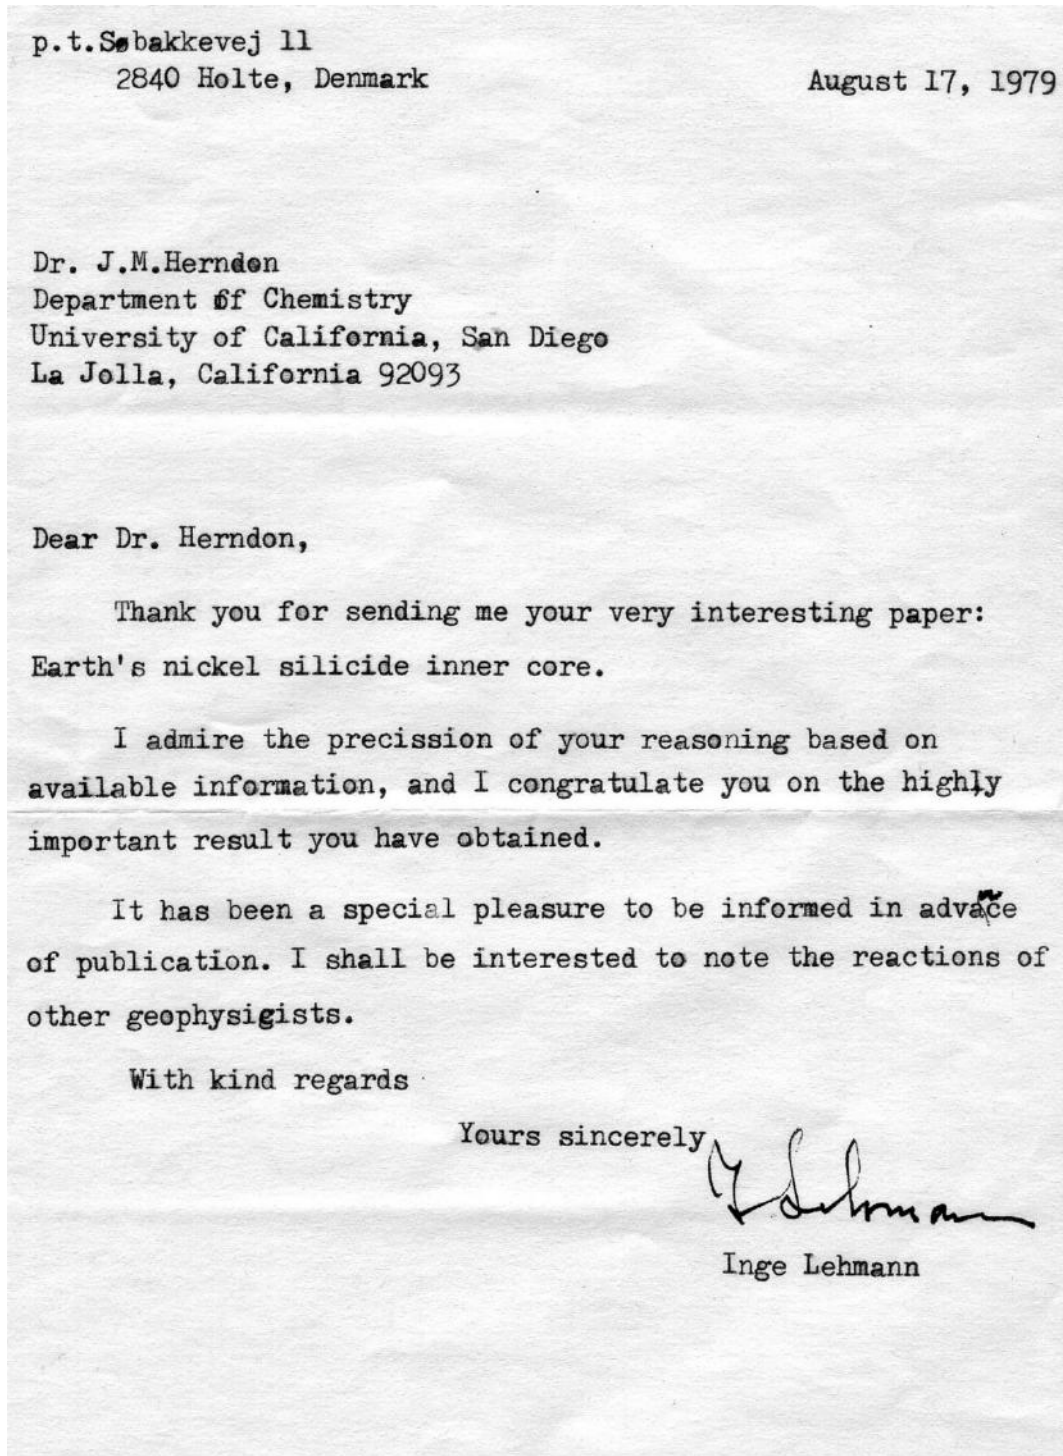 p.t.Søbakkevej 11
2840 Holte, Denmark
August 17, 1979
Dr. J.M.Herndon
Department of Chemistry
University of California, San Diego
La Jolla, California 92093
Dear Dr. Herndon,
Thank you for sending me your very interesting paper:
Earth's nickel silicide inner core.
I admire the precission of your reasoning based on
available information, and I congratulate you on the highly
important result you have obtained.
It has been a special pleasure to be informed in advance
of publication. I shall be interested to note the reactions of
other geophysigists.
With kind regards
Yours sincerely,
I Lehmann
Inge Lehmann